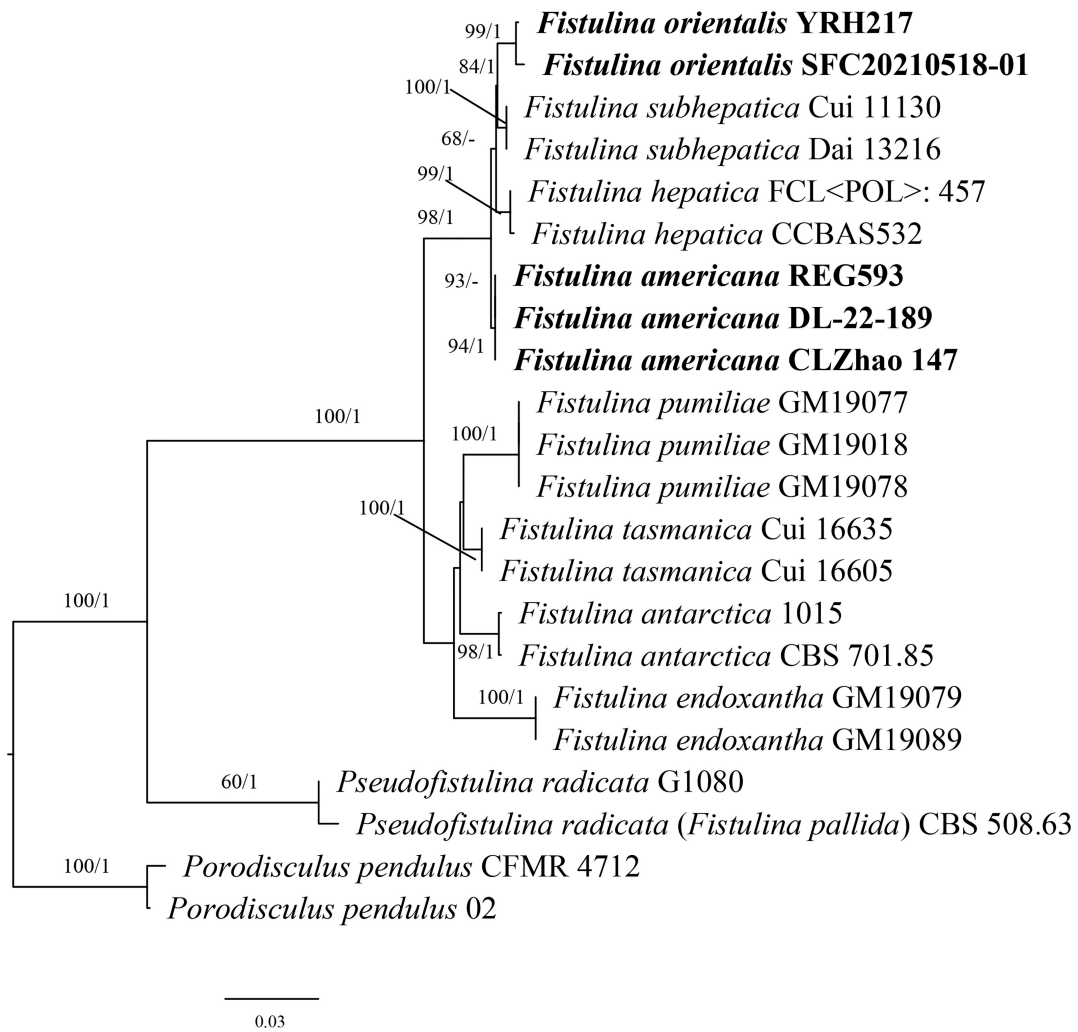 99/1
Fistulina orientalis YRH217
84/1
Fistulina orientalis SFC20210518-01
100/1
Fistulina subhepatica Cui 11130
68/-
Fistulina subhepatica Dai 13216
99/1
Fistulina hepatica FCL<POL>: 457
98/1
Fistulina hepatica CCBAS532
93/-
Fistulina americana REG593
Fistulina americana DL-22-189
94/1
Fistulina americana CLZhao 147
Fistulina pumiliae GM19077
100/1
100/1
Fistulina pumiliae GM19018
Fistulina pumiliae GM19078
100/1
Fistulina tasmanica Cui 16635
Fistulina tasmanica Cui 16605
100/1
Fistulina antarctica 1015
98/1
Fistulina antarctica CBS 701.85
100/1
Fistulina endoxantha GM19079
Fistulina endoxantha GM19089
60/1
Pseudofistulina radicata G1080
Pseudofistulina radicata (Fistulina pallida) CBS 508.63
100/1
Porodisculus pendulus CFMR 4712
Porodisculus pendulus 02
0.03